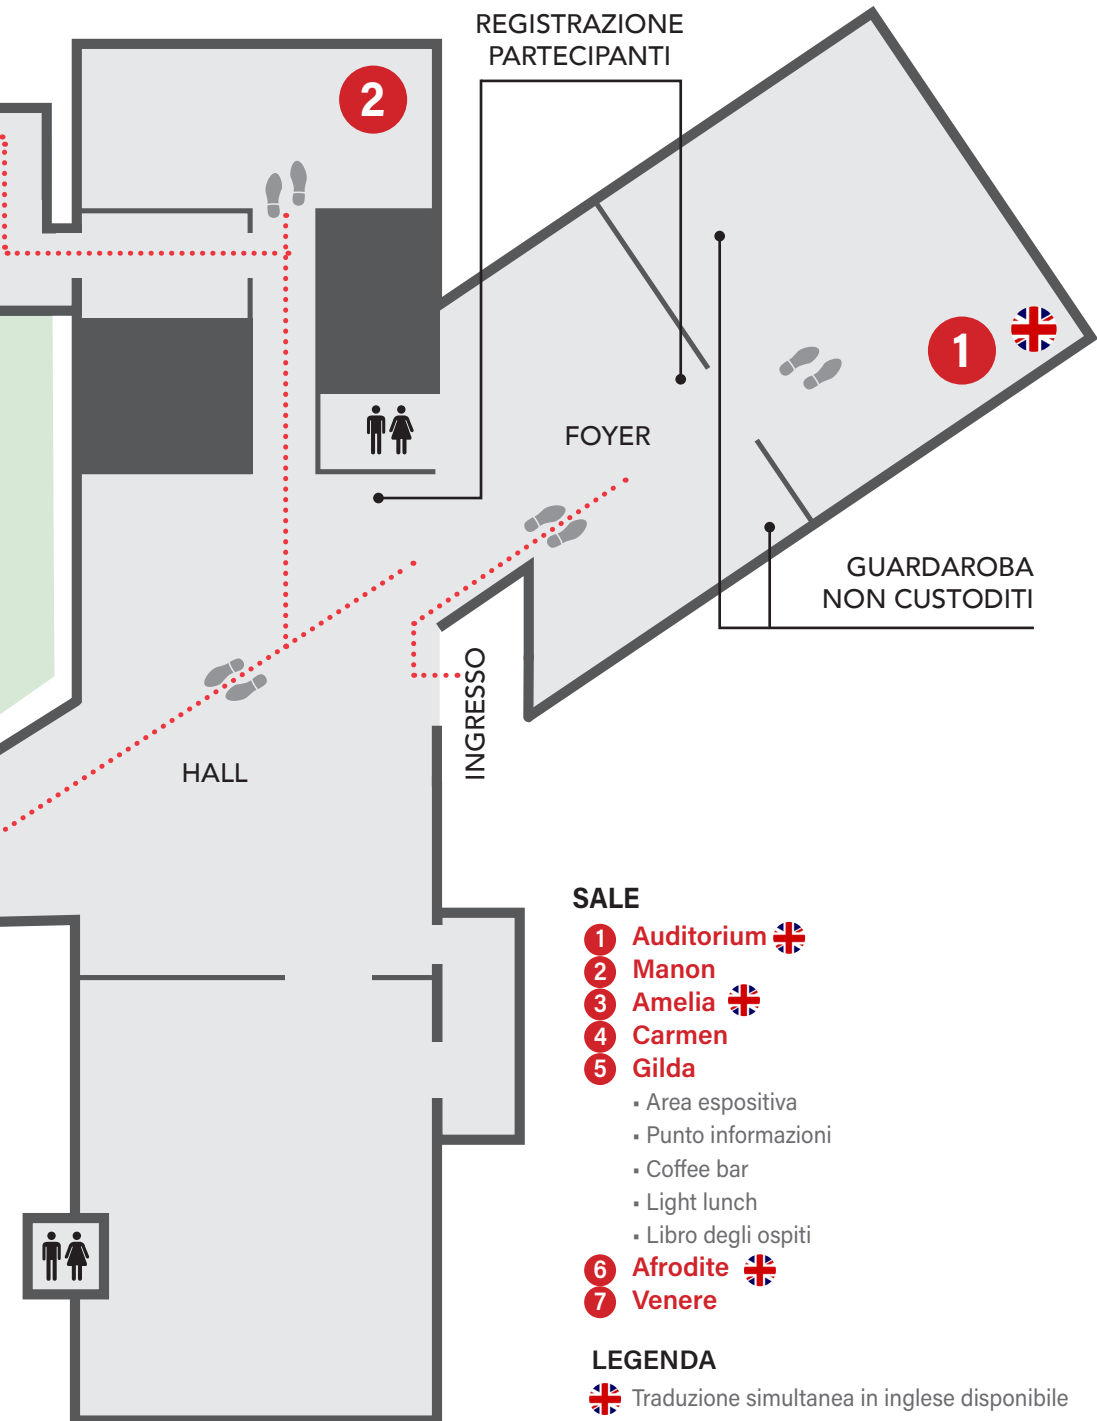 REGISTRAZIONE
PARTECIPANTI
2
1
FOYER
GUARDAROBA
NON CUSTODITI
INGRESSO
HALL
SALE
1 Auditorium
2 Manon
3 Amelia
4 Carmen
5 Gilda
▪ Area espositiva
▪ Punto informazioni
▪ Coffee bar
▪ Light lunch
▪ Libro degli ospiti
6 Afrodite
7 Venere
LEGENDA
Traduzione simultanea in inglese disponibile